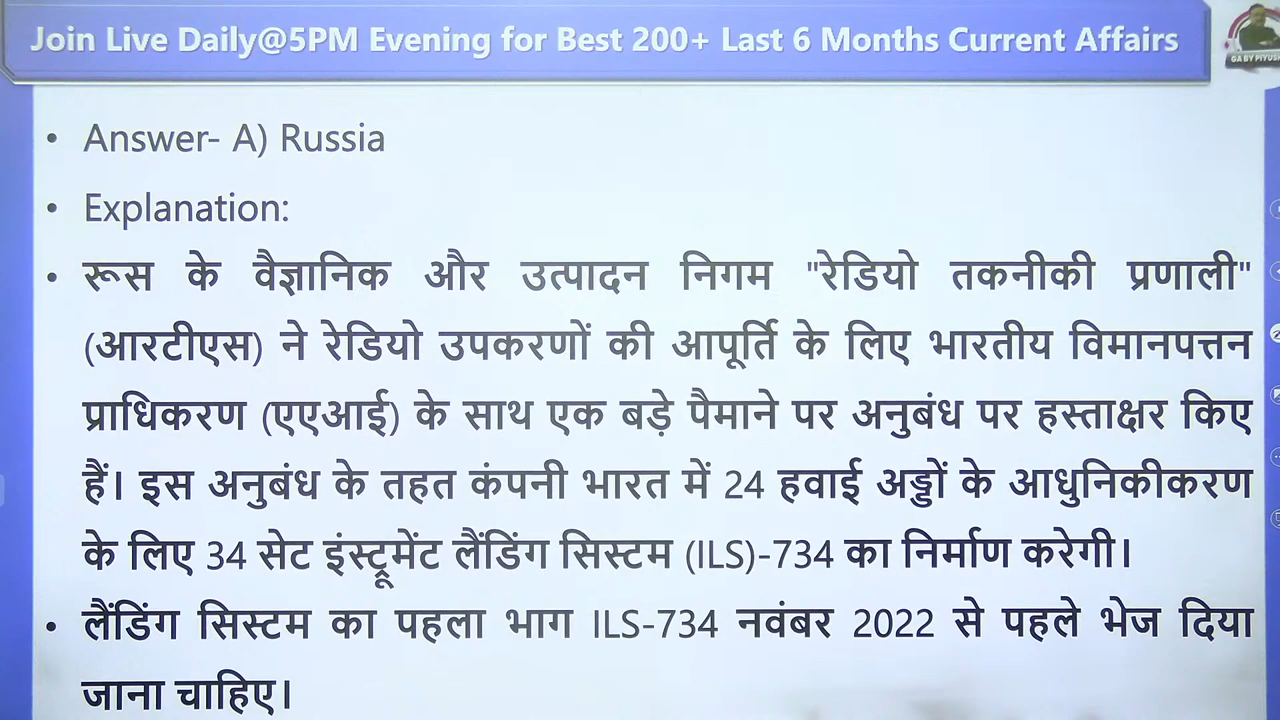 Join Live Daily@5PM Evening for Best 200+ Last 6 Months Current Affairs
GA BY PIYUSH
• Answer- A) Russia
• Explanation:
• रूस के वैज्ञानिक और उत्पादन निगम "रेडियो तकनीकी प्रणाली"
(आरटीएस) ने रेडियो उपकरणों की आपूर्ति के लिए भारतीय विमानपत्तन
प्राधिकरण (एएआई) के साथ एक बड़े पैमाने पर अनुबंध पर हस्ताक्षर किए
हैं। इस अनुबंध के तहत कंपनी भारत में 24 हवाई अड्डों के आधुनिकीकरण
के लिए 34 सेट इंस्ट्रूमेंट लैंडिंग सिस्टम (ILS)-734 का निर्माण करेगी।
• लैंडिंग सिस्टम का पहला भाग ILS-734 नवंबर 2022 से पहले भेज दिया
जाना चाहिए।